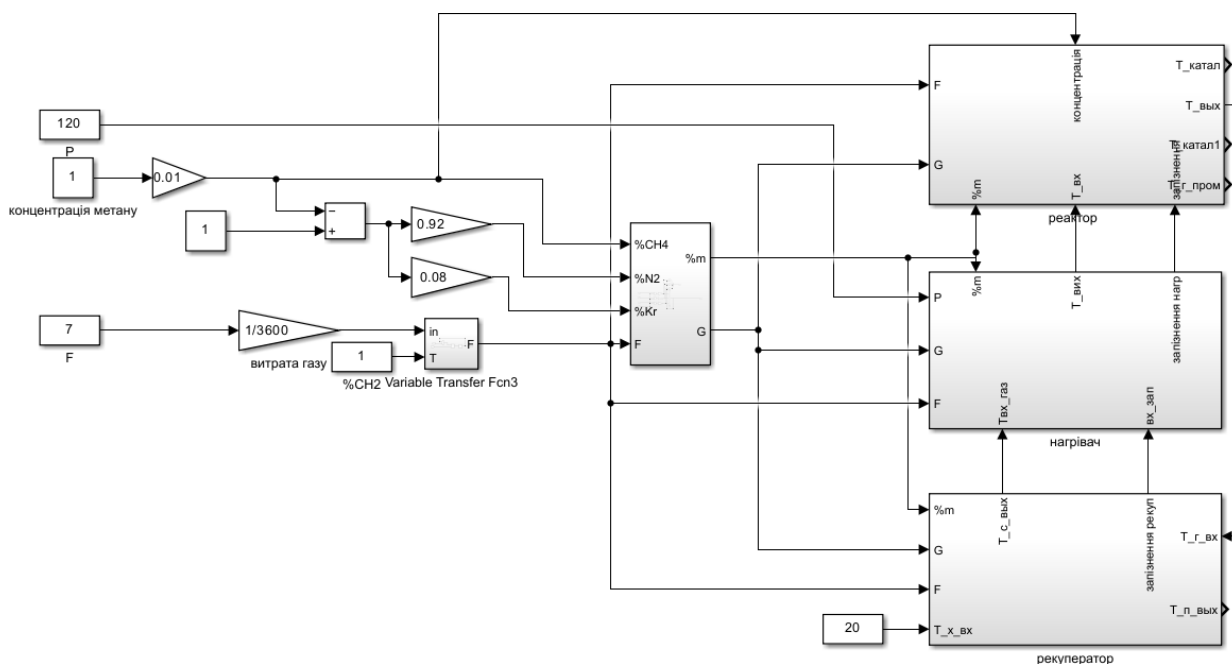 120
P
1
концентрація метану
0.01
1
−
+
0.92
0.08
7
F
1/3600
витрата газу
1
%CH2
in
T
F
Variable Transfer Fcn3
%CH4
%N2
%Kr
F
%m
G
концентрація
F
G
%m
T_вх
запізнення
T_катал
T_вых
T_катал1
T_г_пром
реактор
%m
T_вих
запізнення нагр
P
G
F
Tвх_газ
вх_зап
нагрівач
T_с_вых
запізнення рекуп
%m
G
F
T_х_вх
T_г_вх
T_п_вых
20
рекуператор